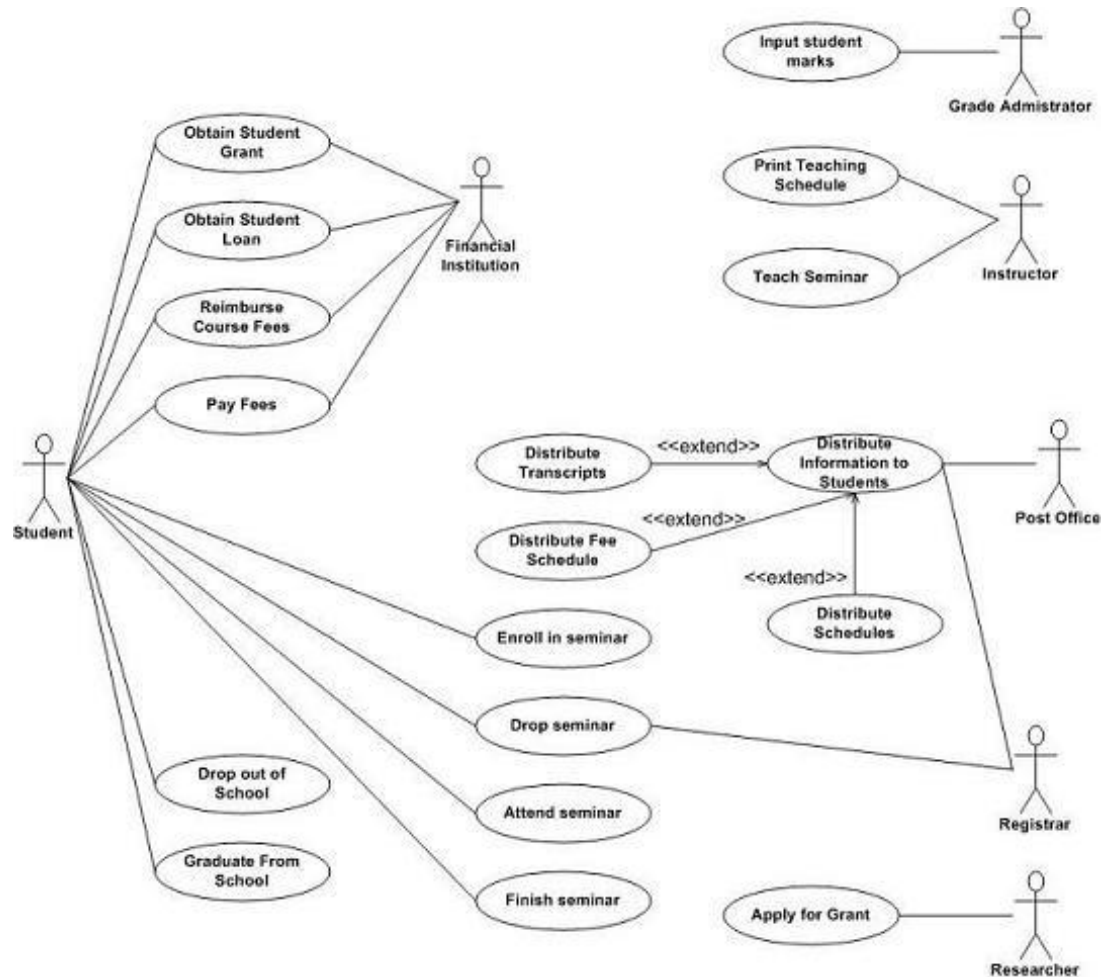 Input student
marks
Grade Admistrator
Obtain Student
Grant
Print Teaching
Schedule
Obtain Student
Loan
Financial
Institution
Teach Seminar
Instructor
Reimburse
Course Fees
Pay Fees
Student
Distribute
Transcripts
<<extend>>
Distribute
Information to
Students
Post Office
<<extend>>
Distribute Fee
Schedule
<<extend>>
Distribute
Schedules
Enroll in seminar
Drop seminar
Registrar
Drop out of
School
Attend seminar
Graduate From
School
Finish seminar
Apply for Grant
Researcher